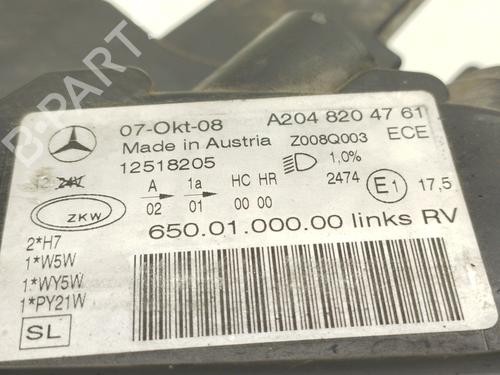 07-Okt-08 A204 820 47 61
Made in Austria Z008Q003 ECE
12518205 1,0%
12 24V A 1a HC HR 2474 E1 17,5
02 01 00 00
ZKW 650.01.000.00 links RV
2*H7
1*W5W
1*WY5W
1*PY21W
SL
B-PARTS